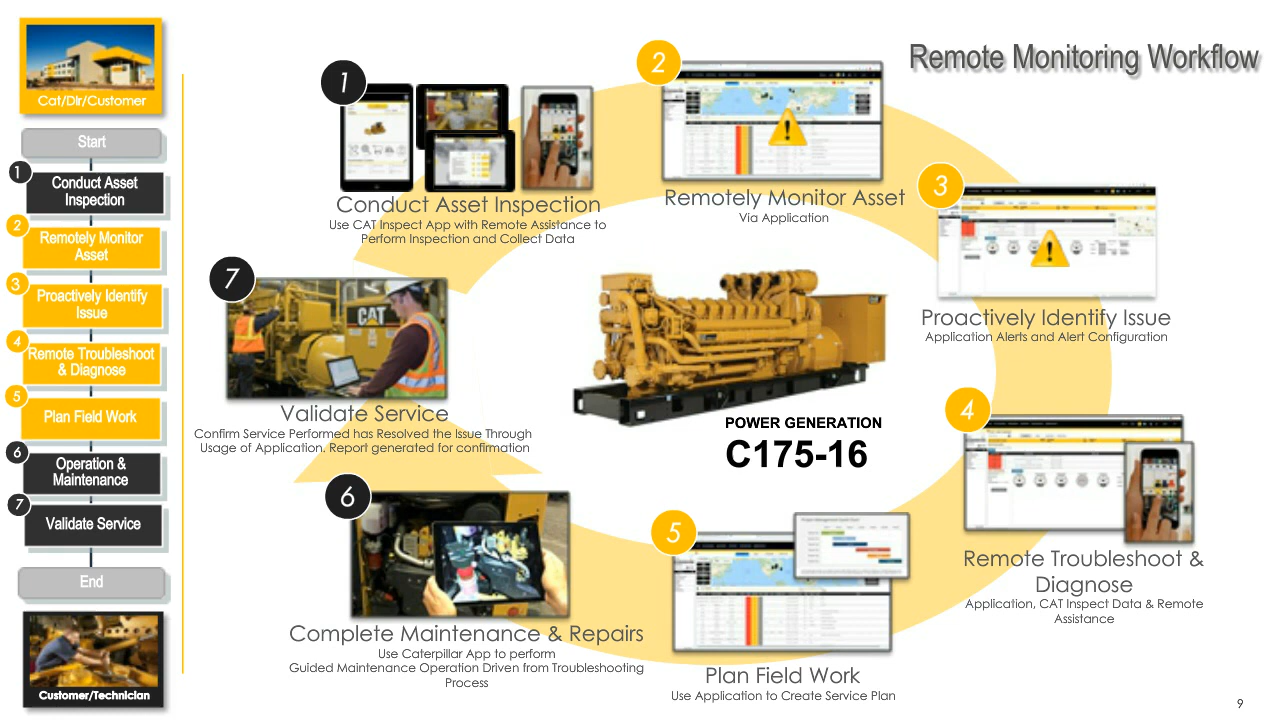 Remote Monitoring Workflow
Cat/Dlr/Customer
Start
1
Conduct Asset
Inspection
2
Remotely Monitor
Asset
3
Proactively Identify
Issue
4
Remote Troubleshoot
& Diagnose
5
Plan Field Work
6
Operation &
Maintenance
7
Validate Service
End
Customer/Technician
1
Conduct Asset Inspection
Use CAT Inspect App with Remote Assistance to
Perform Inspection and Collect Data
2
Remotely Monitor Asset
Via Application
3
Proactively Identify Issue
Application Alerts and Alert Configuration
4
Remote Troubleshoot &
Diagnose
Application, CAT Inspect Data & Remote
Assistance
5
Plan Field Work
Use Application to Create Service Plan
6
Complete Maintenance & Repairs
Use Caterpillar App to perform
Guided Maintenance Operation Driven from Troubleshooting
Process
7
CAT
Validate Service
Confirm Service Performed has Resolved the Issue Through
Usage of Application. Report generated for confirmation
POWER GENERATION
C175-16
9